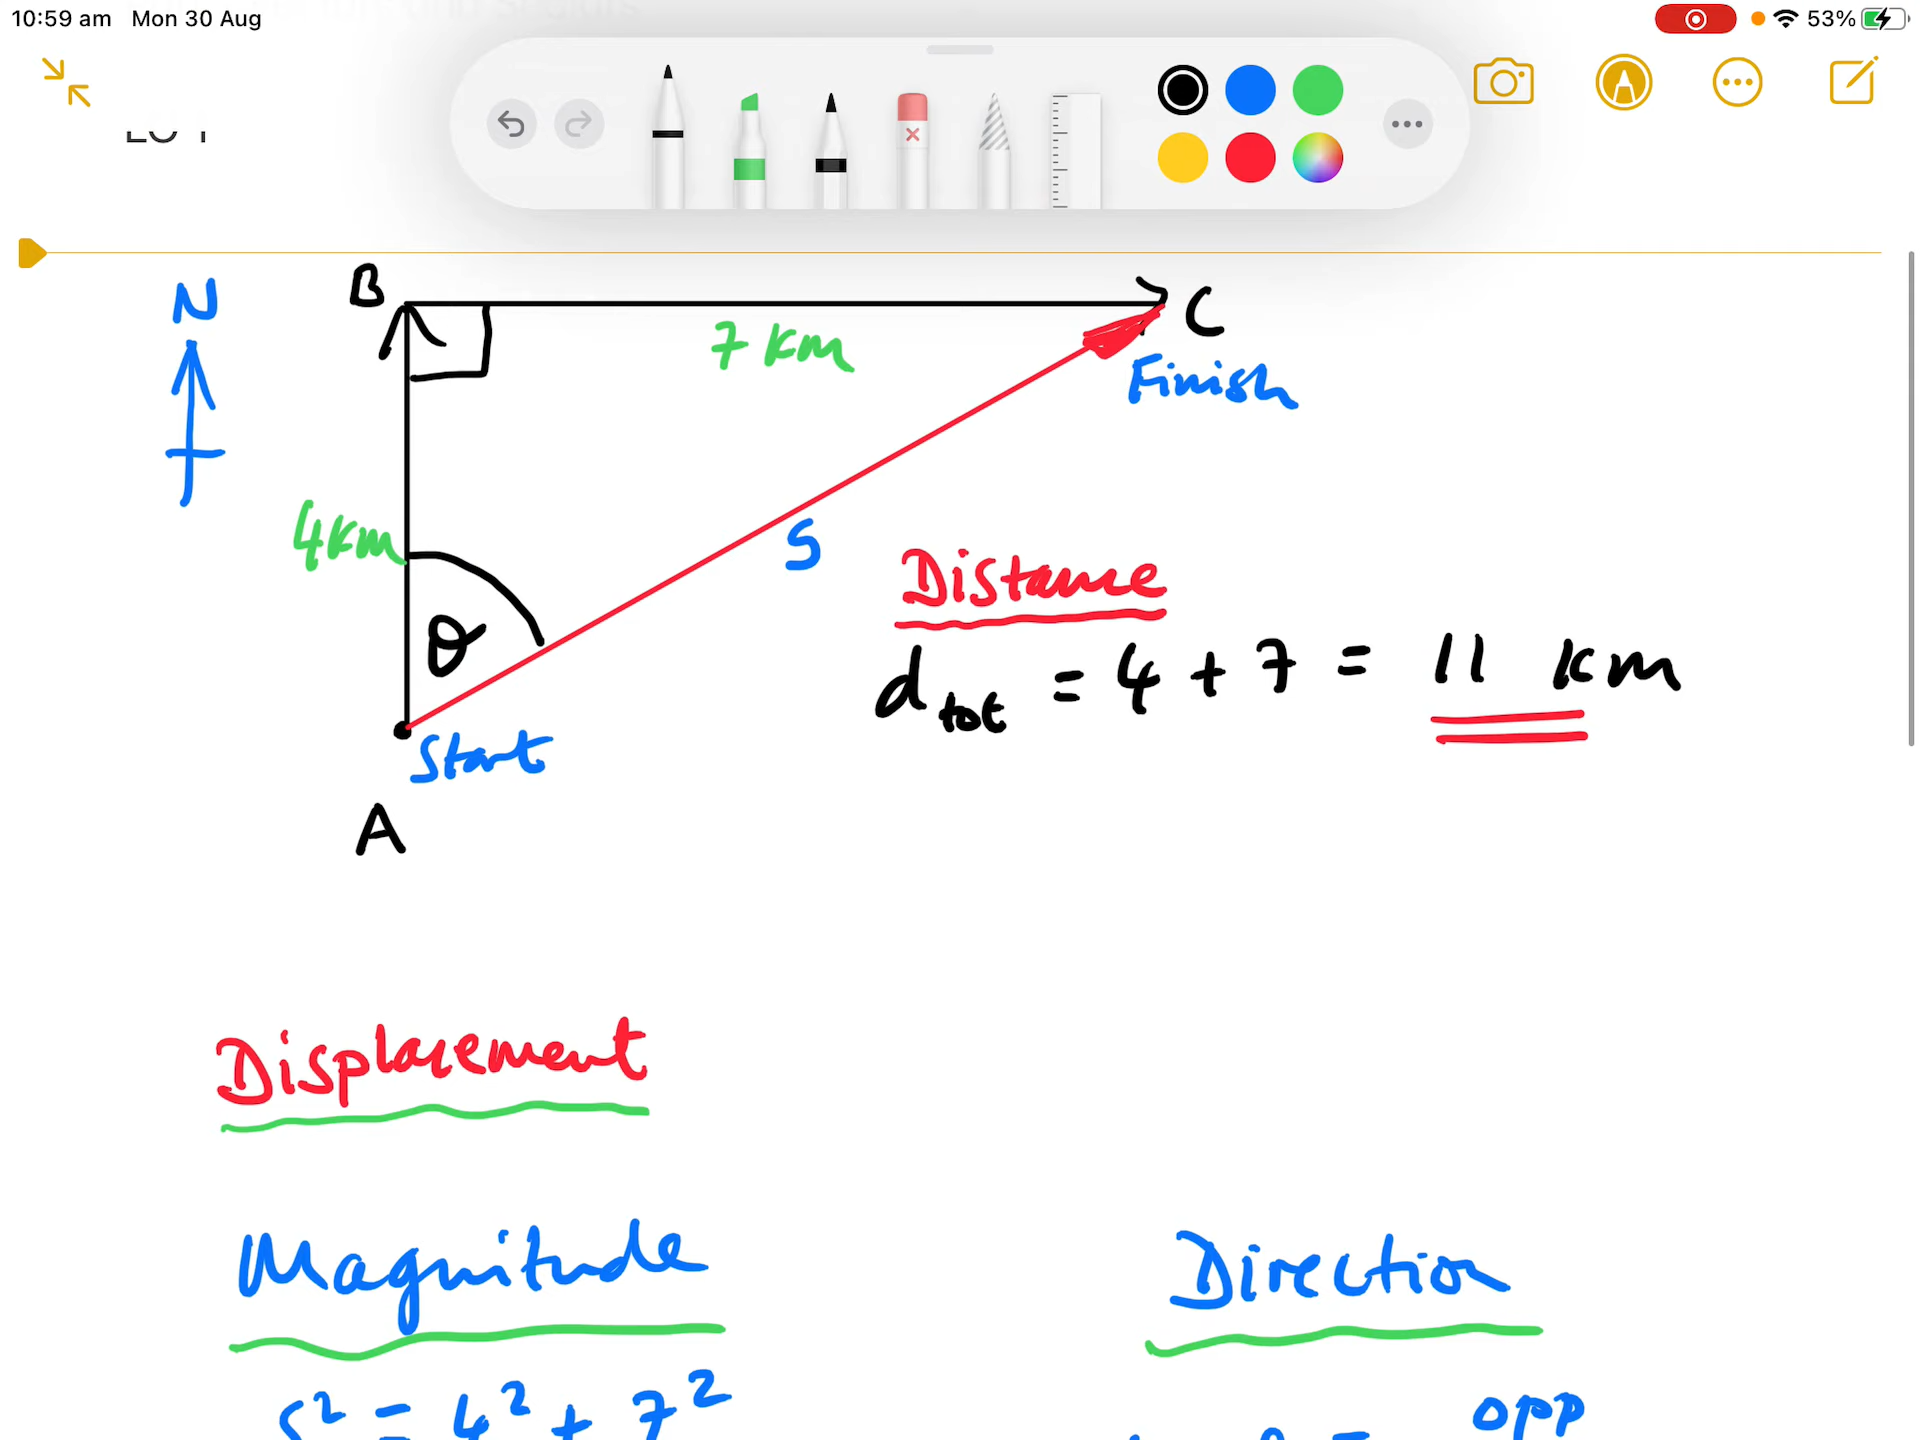 10:59 am Mon 30 Aug 53%
N
B
C
7 km
Finish
4km
S
θ
Distance
d tot = 4 + 7 = 11 km
Start
A
Displacement
Magnitude
Direction
S² = 4² + 7²
opp